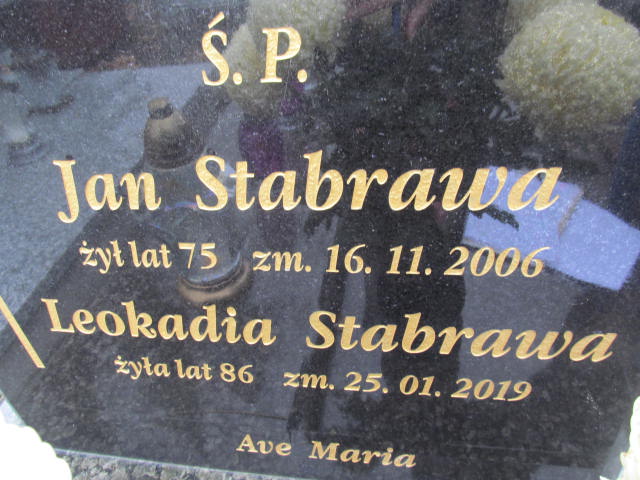 Ś. P.
Jan Stabrawa
żył lat 75 zm. 16. 11. 2006
Leokadia Stabrawa
żyła lat 86 zm. 25. 01. 2019
Ave Maria